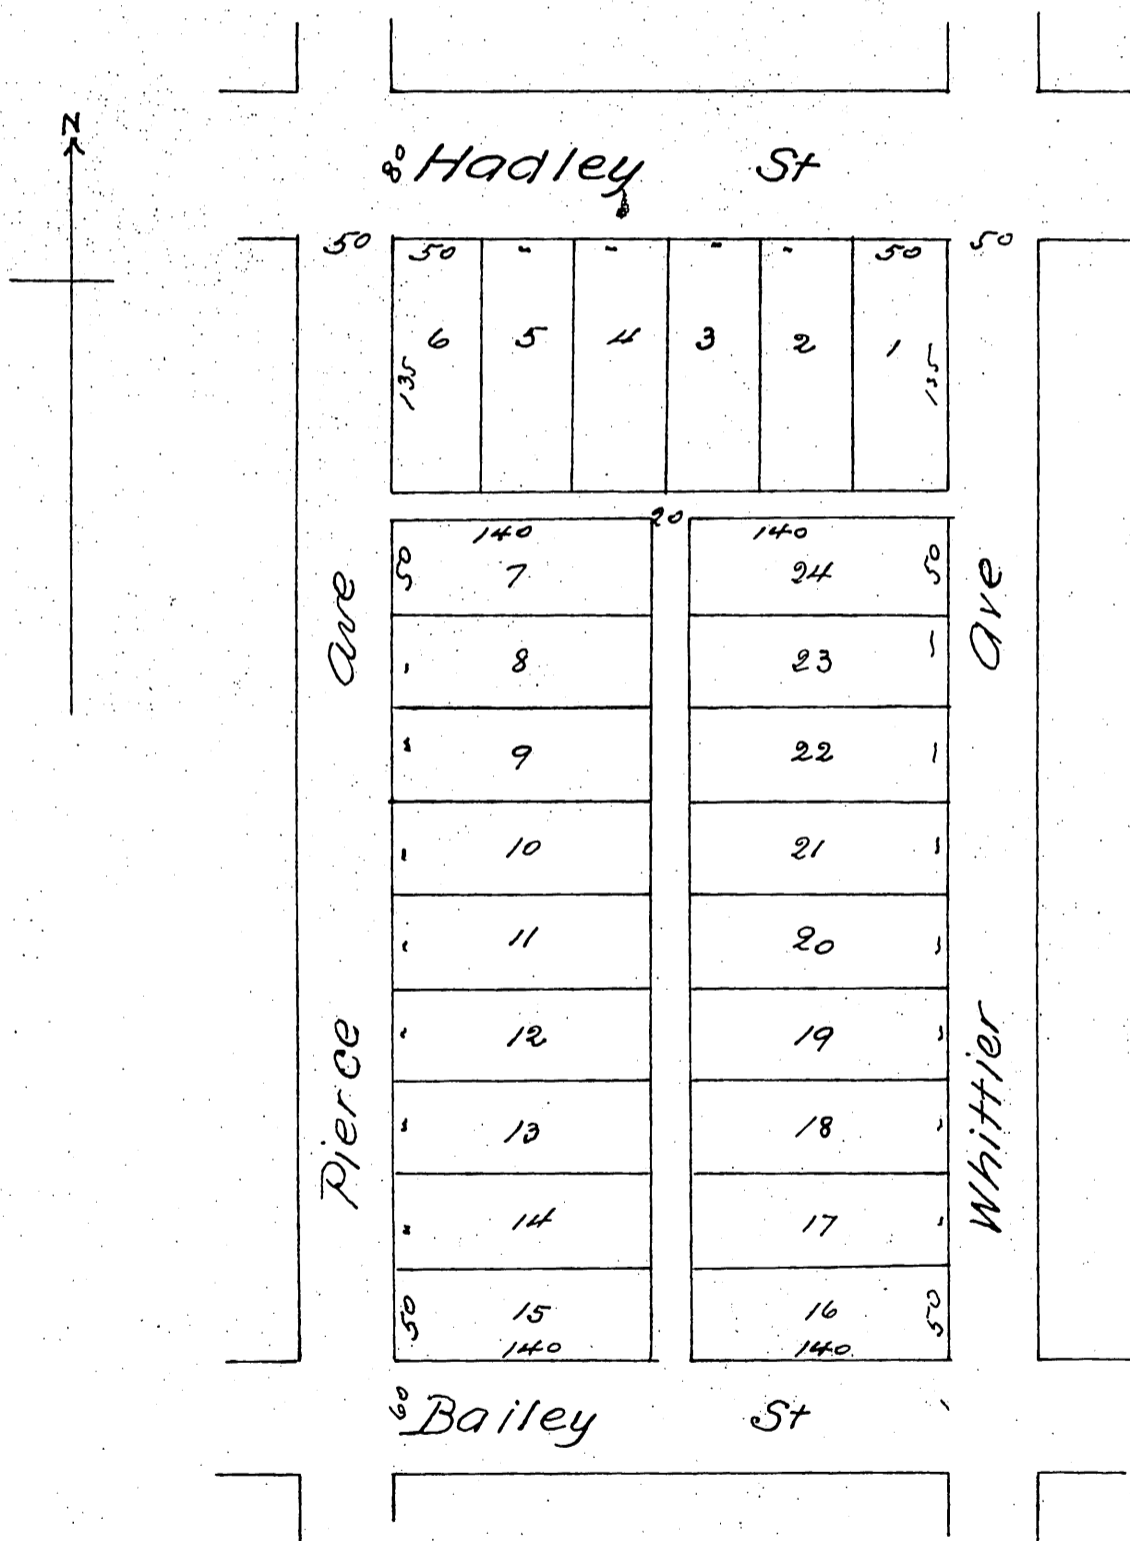 N
80 Hadley St
50 50 " " " " 50 50
6 5 4 3 2 1
135 135
20
140 140
50 7 24 50
" 8 23 "
" 9 22 "
" 10 21 "
" 11 20 "
" 12 19 "
" 13 18 "
" 14 17 "
50 15 16 50
140 140
Pierce Ave
Whittier Ave
60 Bailey St